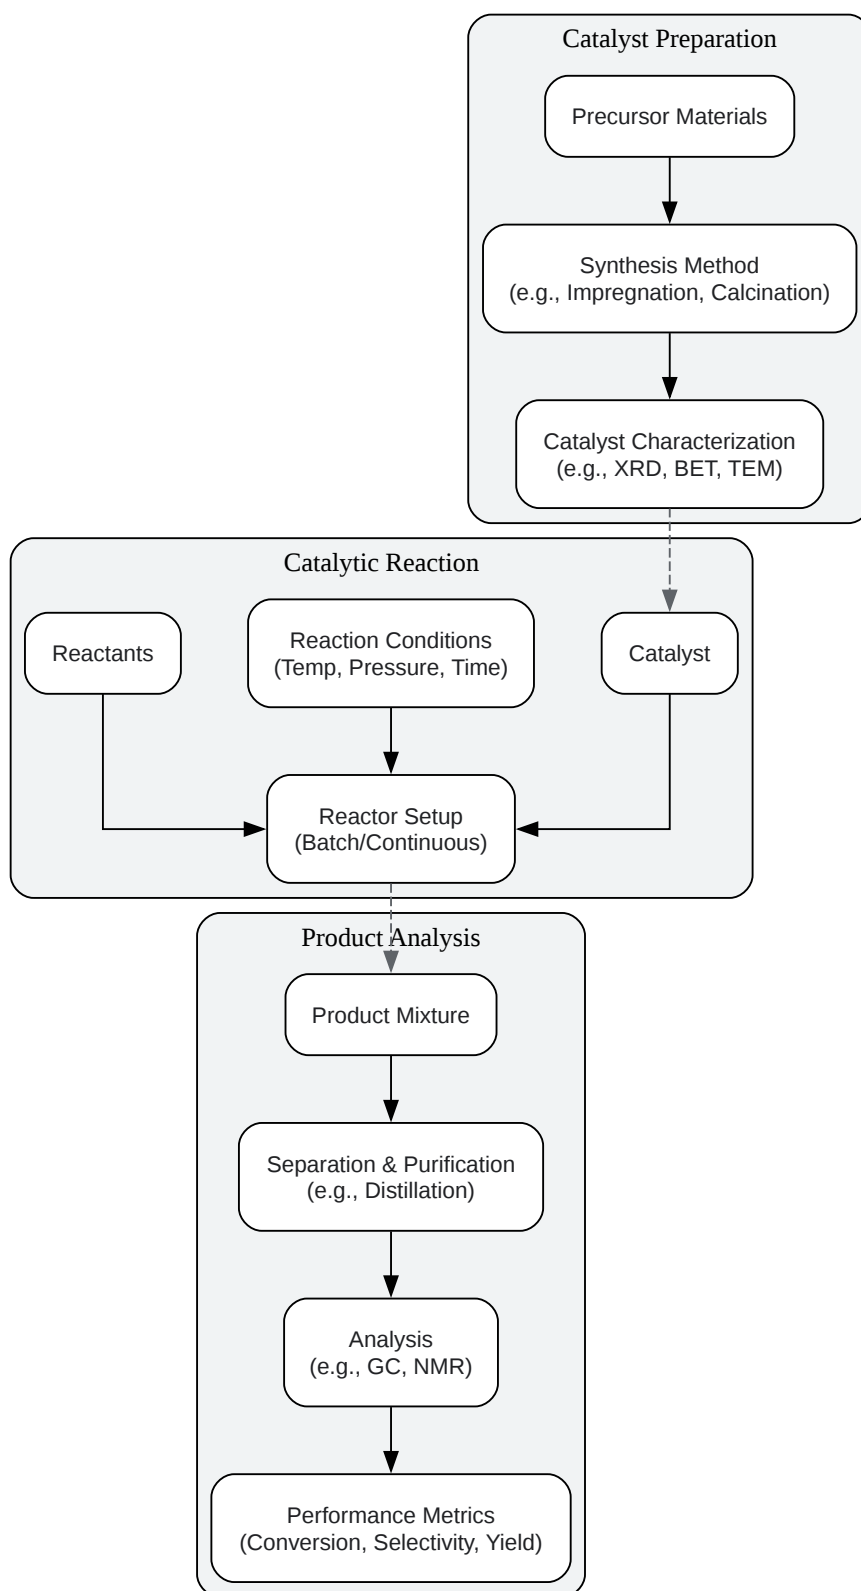 Catalyst Preparation
Precursor Materials
Synthesis Method
(e.g., Impregnation, Calcination)
Catalyst Characterization
(e.g., XRD, BET, TEM)
Catalytic Reaction
Reactants
Reaction Conditions
(Temp, Pressure, Time)
Catalyst
Reactor Setup
(Batch/Continuous)
Product Analysis
Product Mixture
Separation & Purification
(e.g., Distillation)
Analysis
(e.g., GC, NMR)
Performance Metrics
(Conversion, Selectivity, Yield)